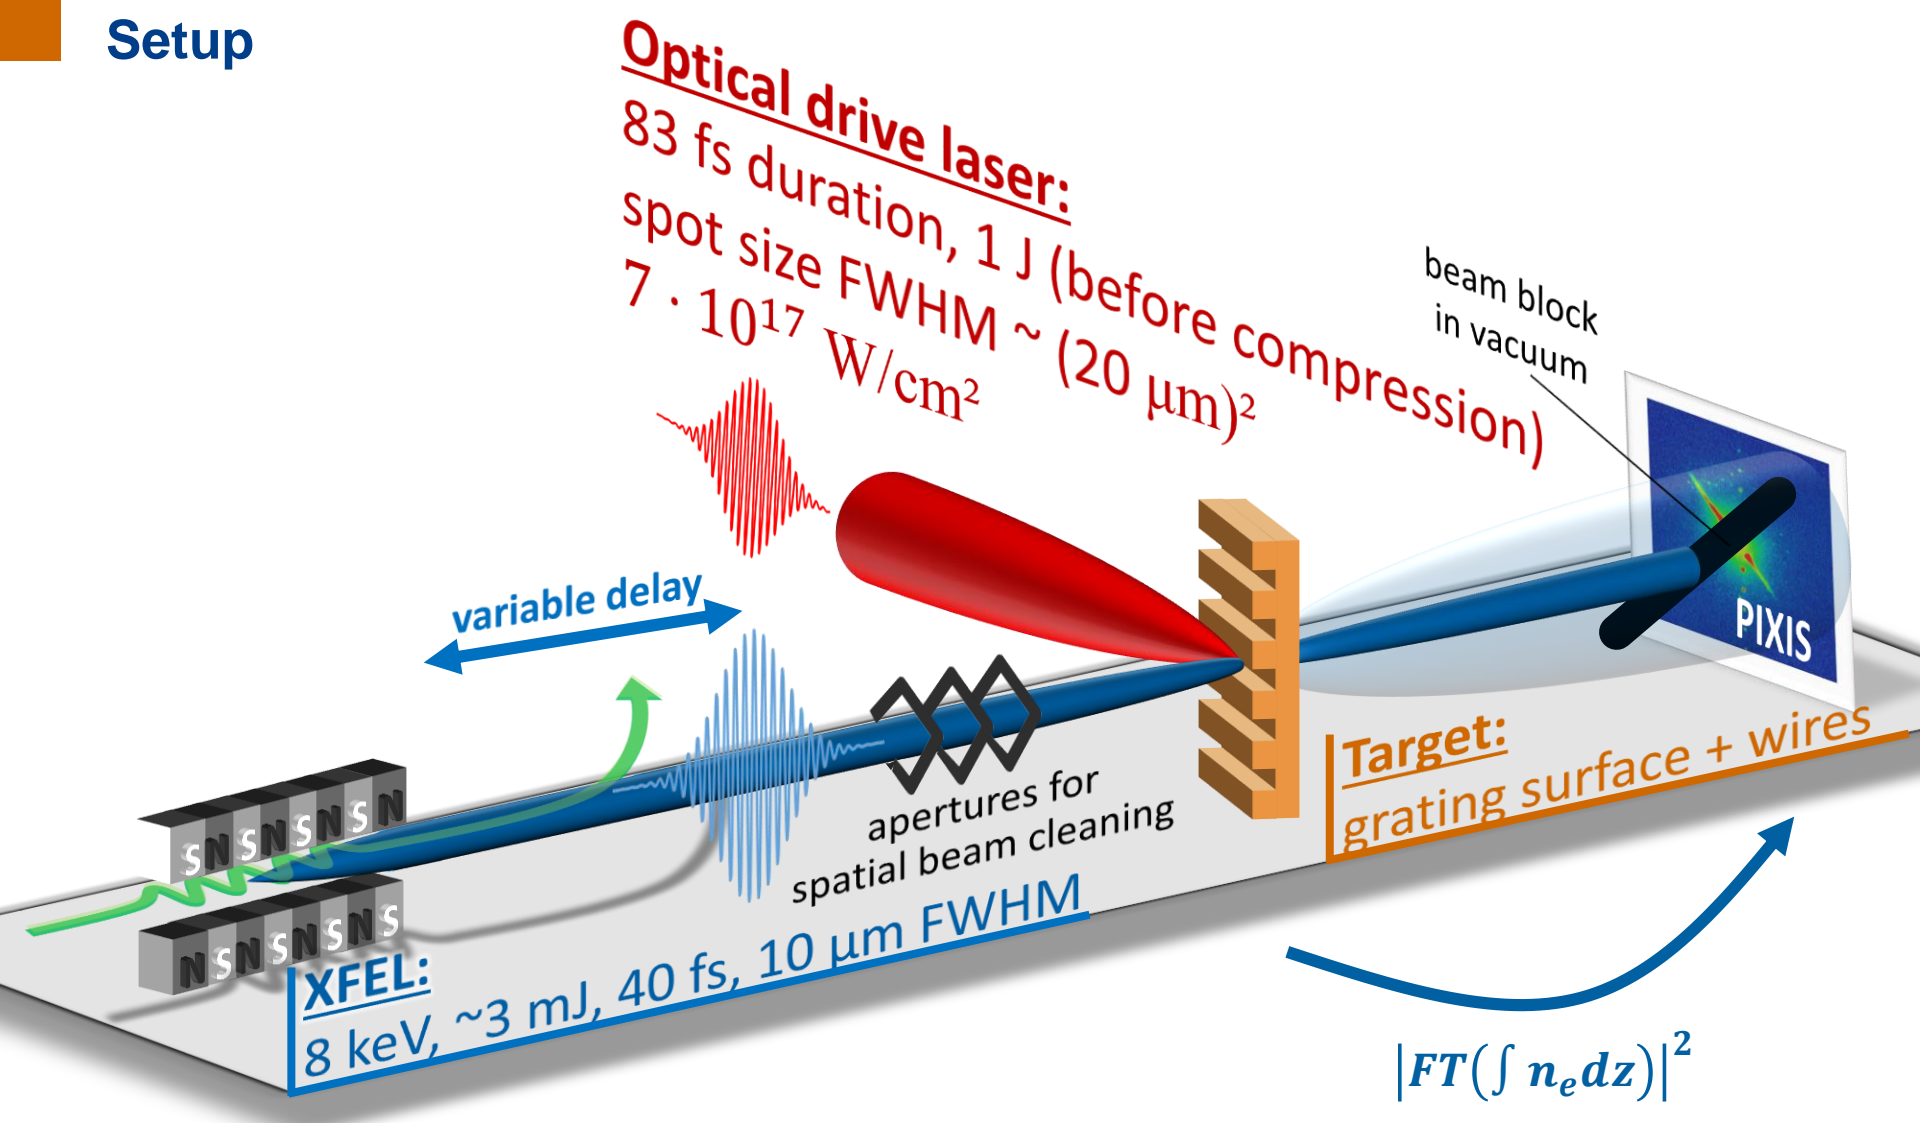 Setup
Optical drive laser:
83 fs duration, 1 J (before compression)
spot size FWHM ~ (20 µm)²
7 · 10¹⁷ W/cm²
beam block
in vacuum
variable delay
PIXIS
apertures for
spatial beam cleaning
Target:
grating surface + wires
S N S N S N S N
N S N S N S N S
XFEL:
8 keV, ~3 mJ, 40 fs, 10 µm FWHM
|FT(∫ nₑdz)|²